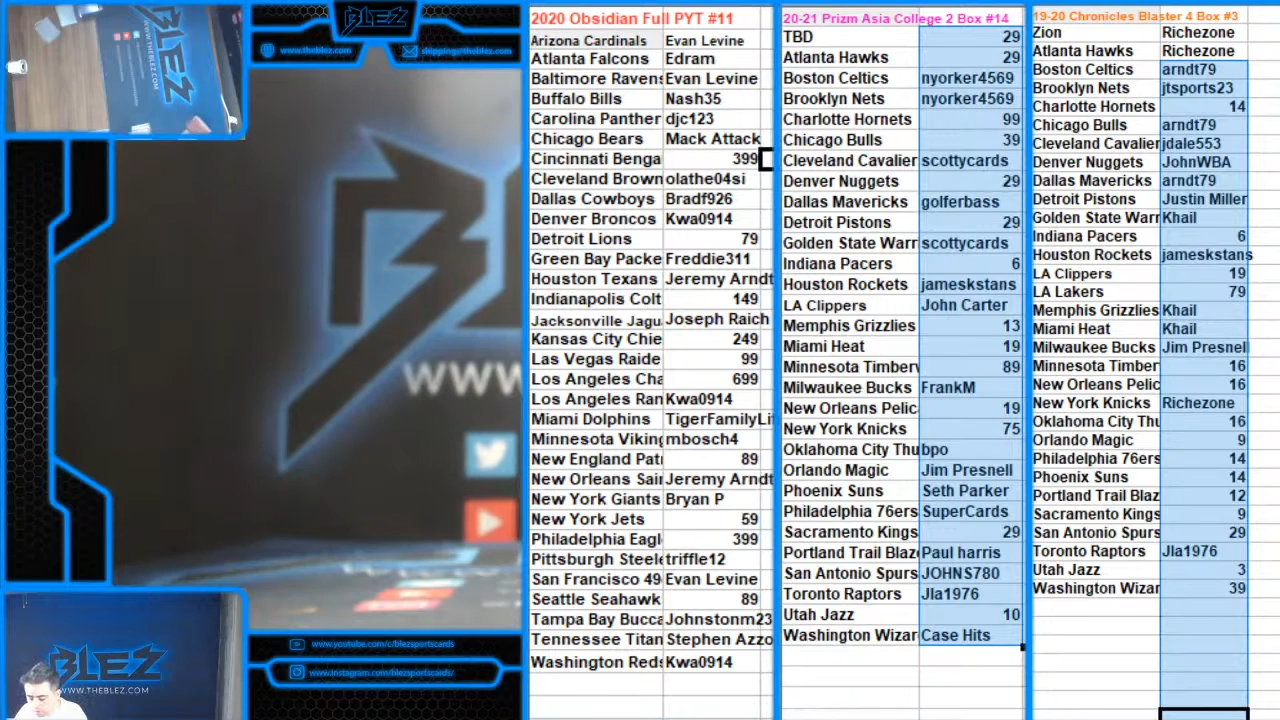 BLEZ
www.theblez.com
shipping@theblez.com
BLEZ
WWW.THEBLEZ.COM
www
2020 Obsidian Full PYT #11
Arizona Cardinals Evan Levine
Atlanta Falcons Edram
Baltimore Ravens Evan Levine
Buffalo Bills Nash35
Carolina Panther djc123
Chicago Bears Mack Attack
Cincinnati Benga 399
Cleveland Brown olathe04si
Dallas Cowboys Bradf926
Denver Broncos Kwa0914
Detroit Lions 79
Green Bay Packe Freddie311
Houston Texans Jeremy Arndt
Indianapolis Colt 149
Jacksonville Jagu Joseph Raich
Kansas City Chie 249
Las Vegas Raide 99
Los Angeles Cha 699
Los Angeles Ran Kwa0914
Miami Dolphins TigerFamilyLi
Minnesota Viking mbosch4
New England Patr 89
New Orleans Sai Jeremy Arndt
New York Giants Bryan P
New York Jets 59
Philadelphia Eagl 399
Pittsburgh Steele triffle12
San Francisco 49 Evan Levine
Seattle Seahawk 89
Tampa Bay Bucca Johnstonm23
Tennessee Titan Stephen Azzo
Washington Reds Kwa0914
20-21 Prizm Asia College 2 Box #14
TBD 29
Atlanta Hawks 29
Boston Celtics nyorker4569
Brooklyn Nets nyorker4569
Charlotte Hornets 99
Chicago Bulls 39
Cleveland Cavalier scottycards
Denver Nuggets 29
Dallas Mavericks golferbass
Detroit Pistons 29
Golden State Warr scottycards
Indiana Pacers 6
Houston Rockets jameskstans
LA Clippers John Carter
Memphis Grizzlies 13
Miami Heat 19
Minnesota Timberv 89
Milwaukee Bucks FrankM
New Orleans Pelic 19
New York Knicks 75
Oklahoma City Thu bpo
Orlando Magic Jim Presnell
Phoenix Suns Seth Parker
Philadelphia 76ers SuperCards
Sacramento Kings 29
Portland Trail Blaze Paul harris
San Antonio Spurs JOHNS780
Toronto Raptors Jla1976
Utah Jazz 10
Washington Wizar Case Hits
19-20 Chronicles Blaster 4 Box #3
Zion Richezone
Atlanta Hawks Richezone
Boston Celtics arndt79
Brooklyn Nets jtsports23
Charlotte Hornets 14
Chicago Bulls arndt79
Cleveland Cavalier jdale553
Denver Nuggets JohnWBA
Dallas Mavericks arndt79
Detroit Pistons Justin Miller
Golden State Warr Khail
Indiana Pacers 6
Houston Rockets jameskstans
LA Clippers 19
LA Lakers 79
Memphis Grizzlies Khail
Miami Heat Khail
Milwaukee Bucks Jim Presnell
Minnesota Timber 16
New Orleans Pelic 16
New York Knicks Richezone
Oklahoma City Thu 16
Orlando Magic 9
Philadelphia 76ers 14
Phoenix Suns 14
Portland Trail Blaz 12
Sacramento Kings 9
San Antonio Spurs 29
Toronto Raptors Jla1976
Utah Jazz 3
Washington Wizar 39
BLEZ
WWW.THEBLEZ.COM
www.youtube.com/c/blezsportscards
www.instagram.com/blezsportscards/